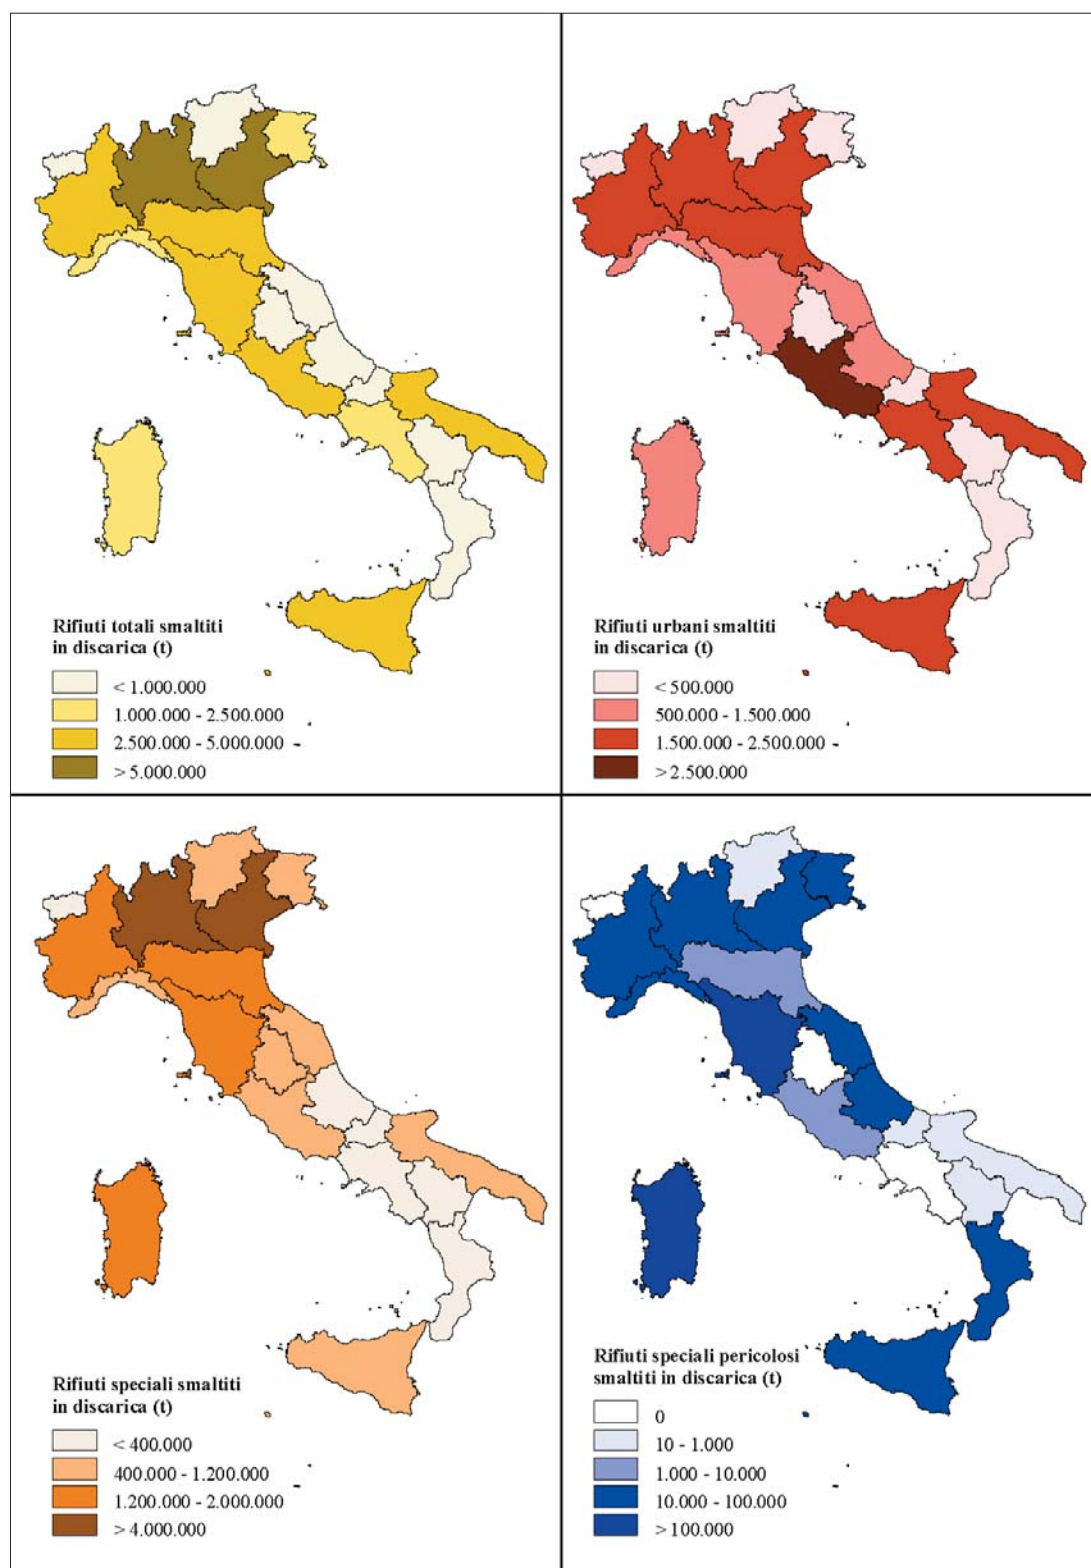 Rifiuti totali smaltiti
in discarica (t)
< 1.000.000
1.000.000 - 2.500.000
2.500.000 - 5.000.000
> 5.000.000
Rifiuti urbani smaltiti
in discarica (t)
< 500.000
500.000 - 1.500.000
1.500.000 - 2.500.000
> 2.500.000
Rifiuti speciali smaltiti
in discarica (t)
< 400.000
400.000 - 1.200.000
1.200.000 - 2.000.000
> 4.000.000
Rifiuti speciali pericolosi
smaltiti in discarica (t)
0
10 - 1.000
1.000 - 10.000
10.000 - 100.000
> 100.000